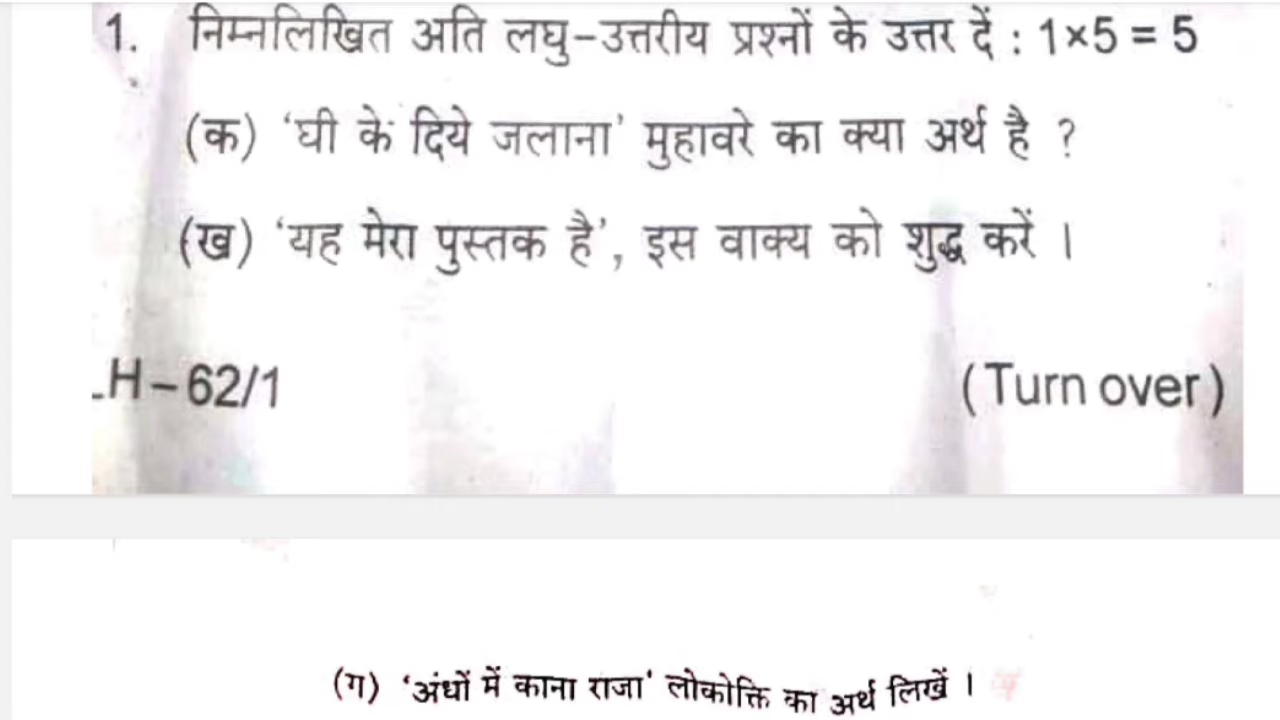 1. निम्नलिखित अति लघु-उत्तरीय प्रश्नों के उत्तर दें : 1×5 = 5
(क) ‘घी के दिये जलाना’ मुहावरे का क्या अर्थ है ?
(ख) ‘यह मेरा पुस्तक है’, इस वाक्य को शुद्ध करें ।
H-62/1 (Turn over)
(ग) ‘अंधों में काना राजा’ लोकोक्ति का अर्थ लिखें ।